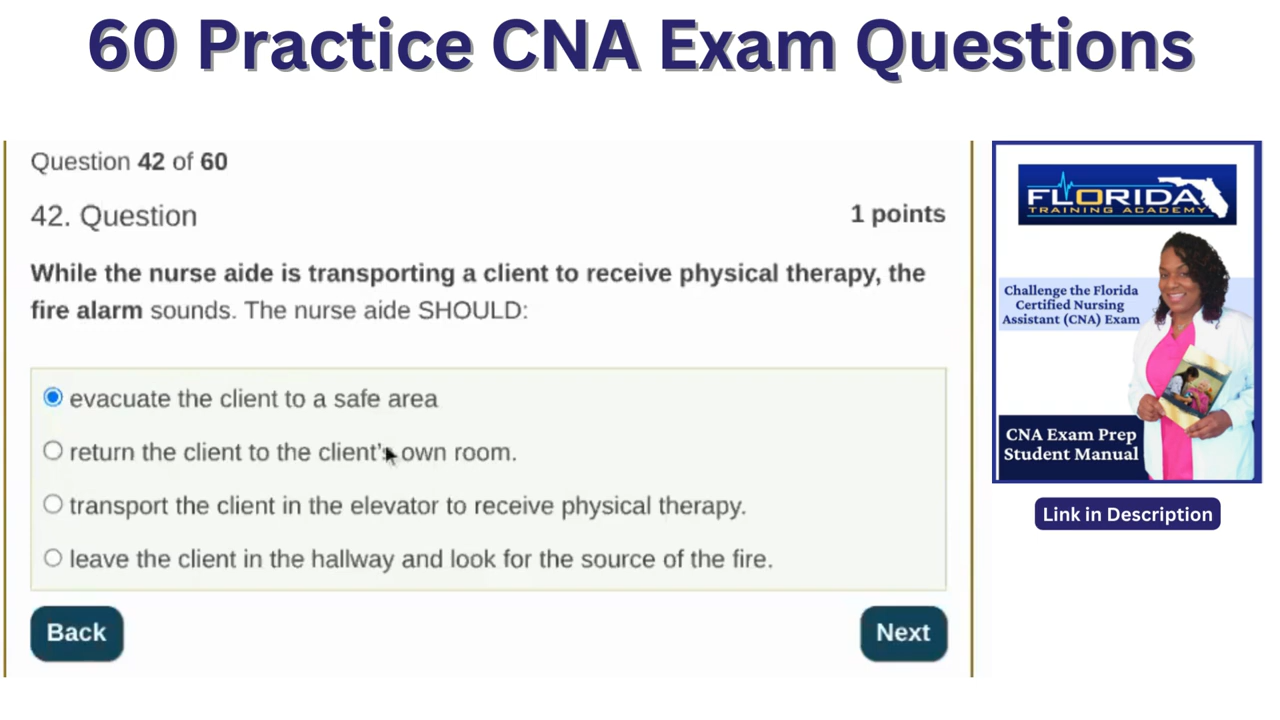 60 Practice CNA Exam Questions
Question 42 of 60
42. Question
1 points
While the nurse aide is transporting a client to receive physical therapy, the
fire alarm sounds. The nurse aide SHOULD:
evacuate the client to a safe area
return the client to the client's own room.
transport the client in the elevator to receive physical therapy.
leave the client in the hallway and look for the source of the fire.
Back
Next
FLORIDA
TRAINING ACADEMY
Challenge the Florida
Certified Nursing
Assistant (CNA) Exam
CNA Exam Prep
Student Manual
Link in Description